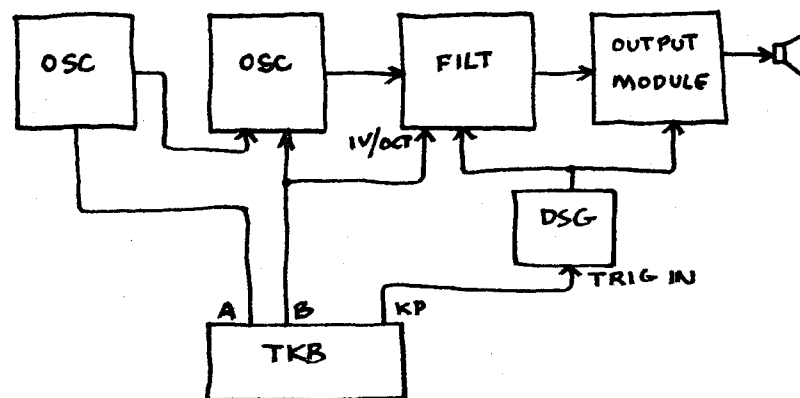 OSC
OSC
FILT
OUTPUT
MODULE
1V/OCT
DSG
TRIG IN
A
B
KP
TKB